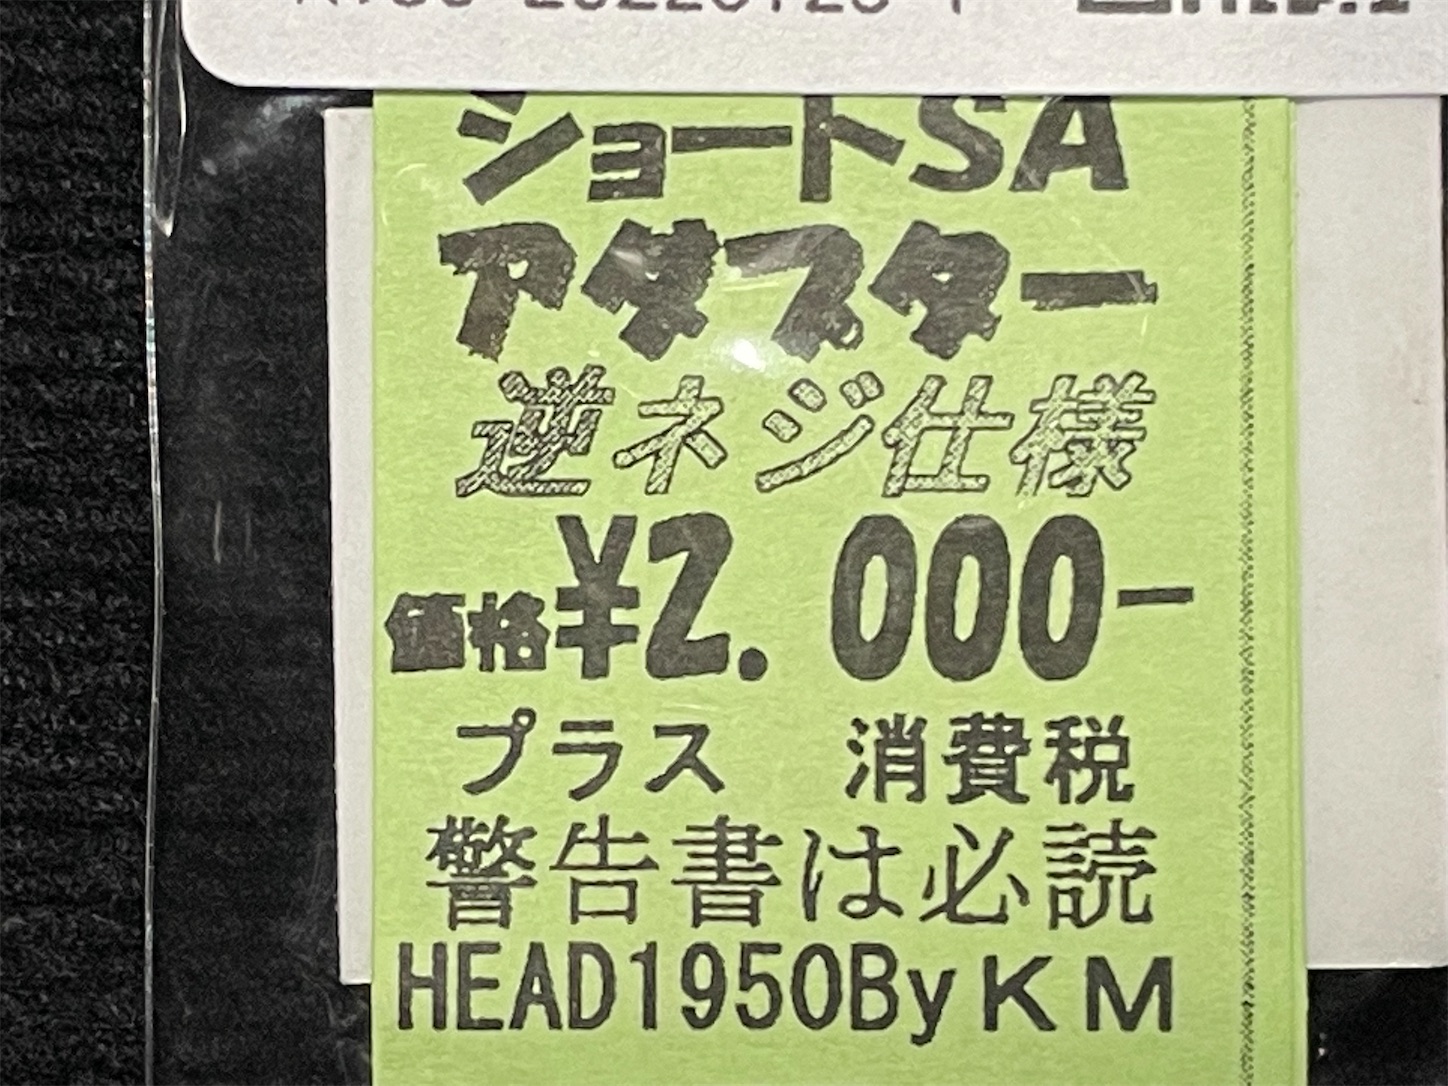 ショートSA
アダプター
逆ネジ仕様
価格¥2.000-
プラス 消費税
警告書は必読
HEAD1950By KM